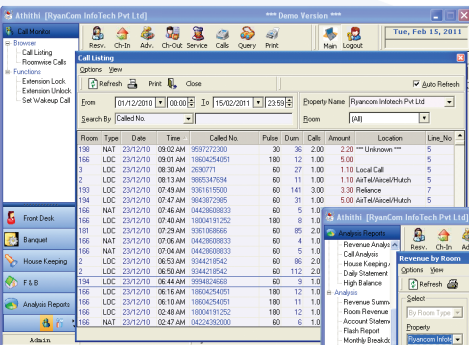 Athithi [RyanCom InfoTech Pvt Ltd] *** Demo Version ***
Call Monitor
Resv. Ch-In Adv. Ch-Out Service Calls Query Print Main Logout
Tue, Feb 15, 2011
Browser
Call Listing
Roomwise Calls
Functions
Extension Lock
Extension Unlock
Set Wakeup Call
Call Listing
Options View
Refresh Print Close Auto Refresh
From 01/12/2010 00:00 To 15/02/2011 23:59 Property Name Ryancom Infotech Pvt Ltd
Search By Called No. Room (All)
Room Type Date Time Called No. Pulse Durn Calls Amount Location Line_No
198 NAT 23/12/10 09:02 AM 9597272300 30 36 2.00 2.20 *** Unknown *** 5
166 LOC 23/12/10 09:01 AM 18604254051 180 12 1.00 5.00 5
3 LOC 23/12/10 08:30 AM 2690771 60 27 1.00 1.10 Local Call 5
2 LOC 23/12/10 08:13 AM 9865347694 60 11 1.00 1.10 AirTel/Aircel/Hutch 5
193 LOC 23/12/10 07:49 AM 9361615500 60 141 3.00 3.30 Reliance 7
194 LOC 23/12/10 07:47 AM 9843872985 60 31 1.00 5.00 AirTel/Aircel/Hutch 5
166 NAT 23/12/10 07:46 AM 04428608833 60 5 1.0
166 LOC 23/12/10 07:40 AM 18004191252 180 8 1.0
181 LOC 23/12/10 07:29 AM 9361068666 60 85 2.0
166 NAT 23/12/10 07:06 AM 04428608833 60 4 1.0
166 NAT 23/12/10 07:04 AM 04428608833 60 5 1.0
2 LOC 23/12/10 06:53 AM 9344218542 60 86 2.0
2 LOC 23/12/10 06:50 AM 9344218542 60 112 2.0
194 LOC 23/12/10 06:44 AM 9994824668 60 9 1.0
166 LOC 23/12/10 06:16 AM 18604254051 180 12 1.0
166 LOC 23/12/10 06:10 AM 18604254051 180 11 1.0
166 LOC 23/12/10 02:48 AM 18004191252 180 12 1.0
166 NAT 23/12/10 02:47 AM 04224392000 60 6 1.0
Front Desk
Banquet
House Keeping
F & B
Analysis Reports
Admin
Athithi [RyanCom InfoTech Pvt Ltd]
Analysis Reports
Resv. Ch-In Ad
Revenue Analys
Call Analysis
House Keeping
Daily Statement
High Balance
Analysis
Revenue Summ
Room Revenue
Account Statem
Flash Report
Monthly Breakdo
Revenue by Room
Options View
Refresh
Select
By Room Type
Property
Ryancom Infote